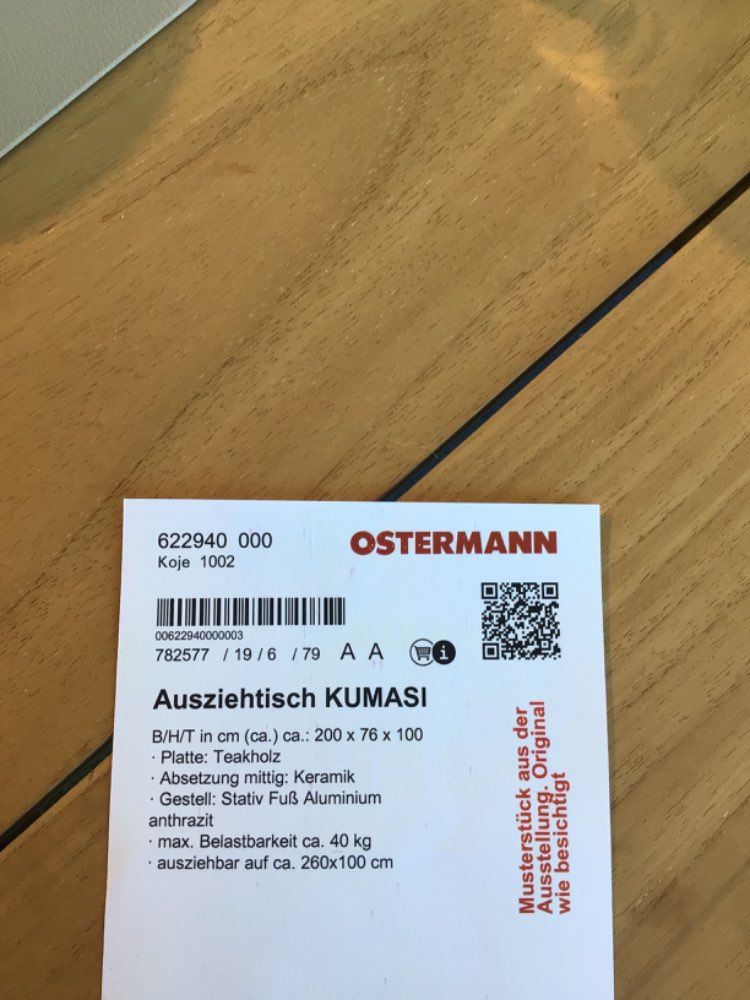 622940 000
OSTERMANN
Koje 1002
00622940000003
782577 / 19 / 6 / 79 A A
i
Ausziehtisch KUMASI
B/H/T in cm (ca.) ca.: 200 x 76 x 100
· Platte: Teakholz
· Absetzung mittig: Keramik
· Gestell: Stativ Fuß Aluminium
anthrazit
· max. Belastbarkeit ca. 40 kg
· ausziehbar auf ca. 260x100 cm
Musterstück aus der
Ausstellung. Original
wie besichtigt